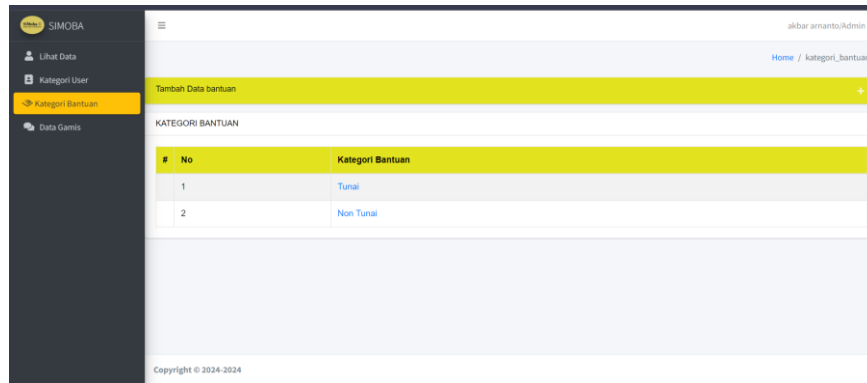 SIMOBA
akbar arnanto/Admin
Lihat Data
Home / kategori_bantuan
Kategori User
Tambah Data bantuan
+
Kategori Bantuan
KATEGORI BANTUAN
Data Gamis
# No Kategori Bantuan
1 Tunai
2 Non Tunai
Copyright © 2024-2024